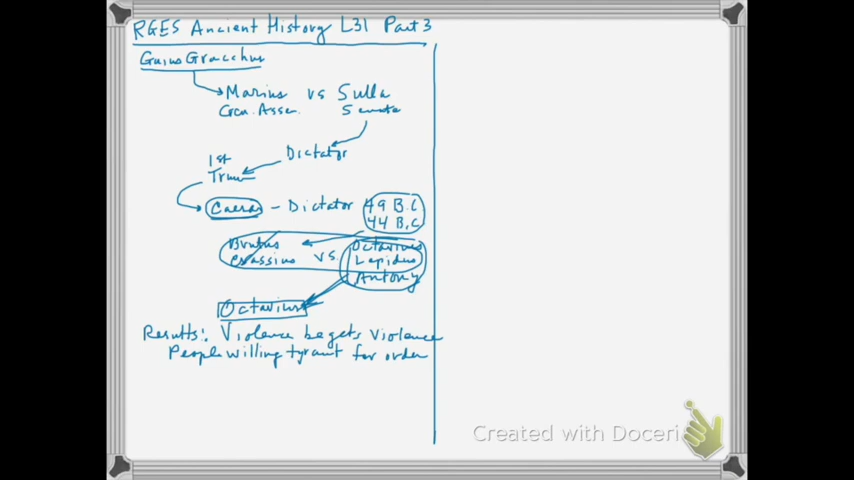 RGES Ancient History L31 Part 3
Gaius Gracchus
Marius vs Sulla
Gen. Assem. Senate
Dictator
1st
Trium
Caesar - Dictator 49 B.C
44 B.C
Brutus Octavius
Crassius vs. Lapidus
Antony
Octavius
Results: Violence begets violence
People willing tyrant for order
Created with Doceri